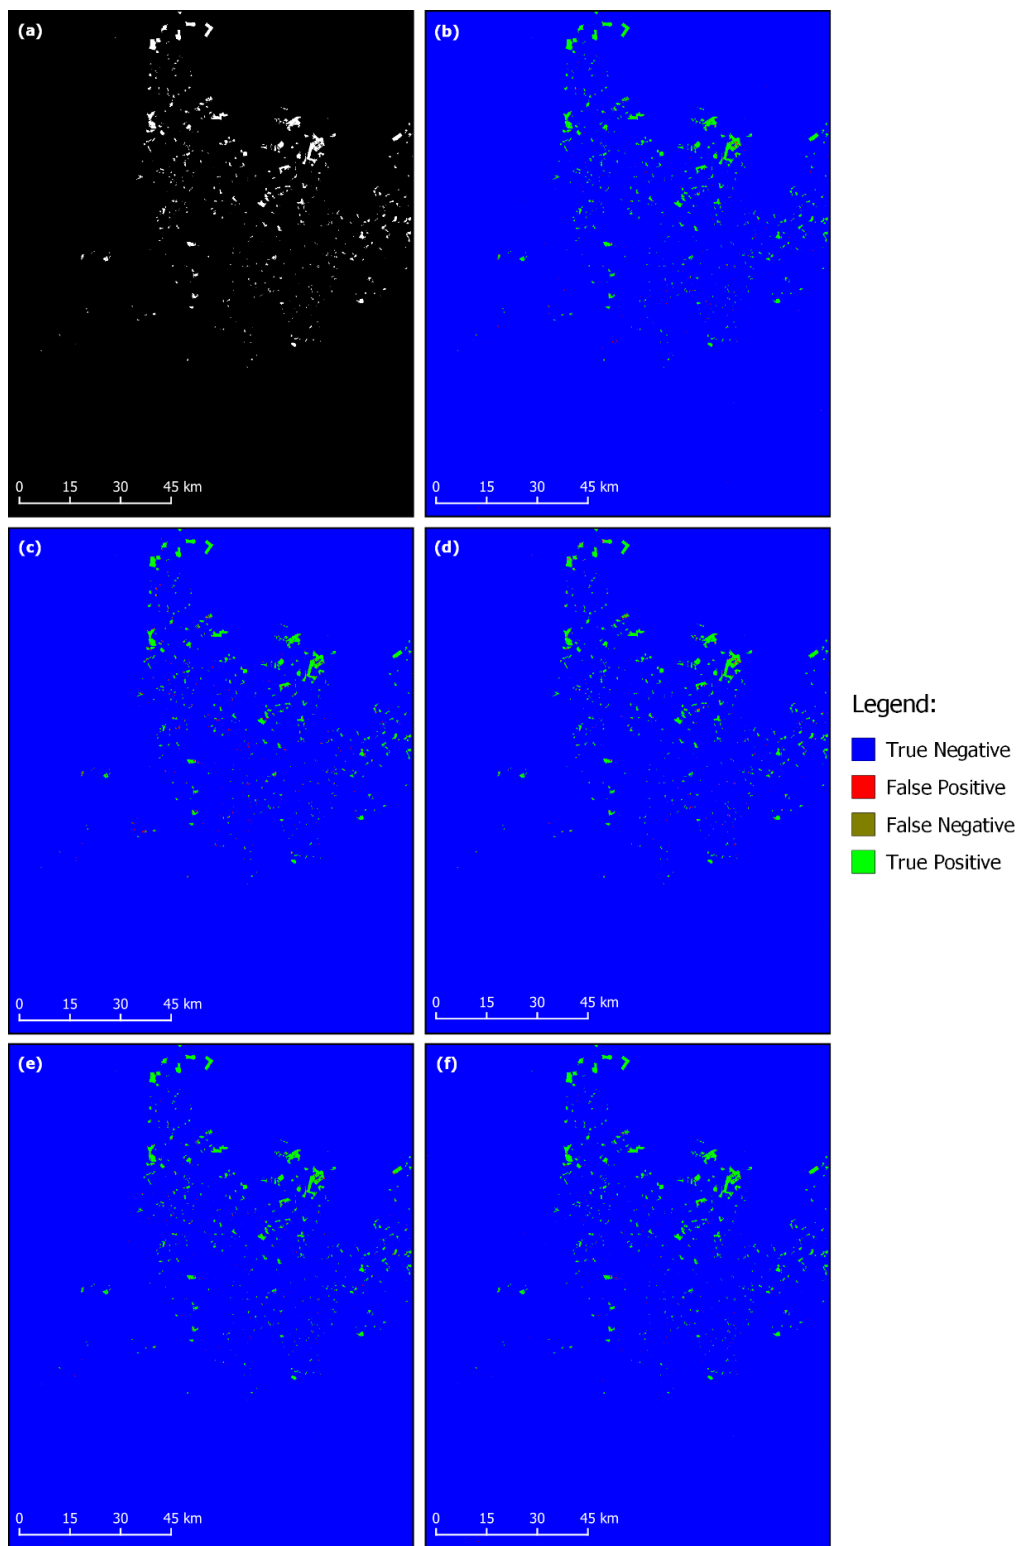 (a)
0 15 30 45 km
(b)
0 15 30 45 km
(c)
0 15 30 45 km
(d)
0 15 30 45 km
(e)
0 15 30 45 km
(f)
0 15 30 45 km
Legend:
True Negative
False Positive
False Negative
True Positive